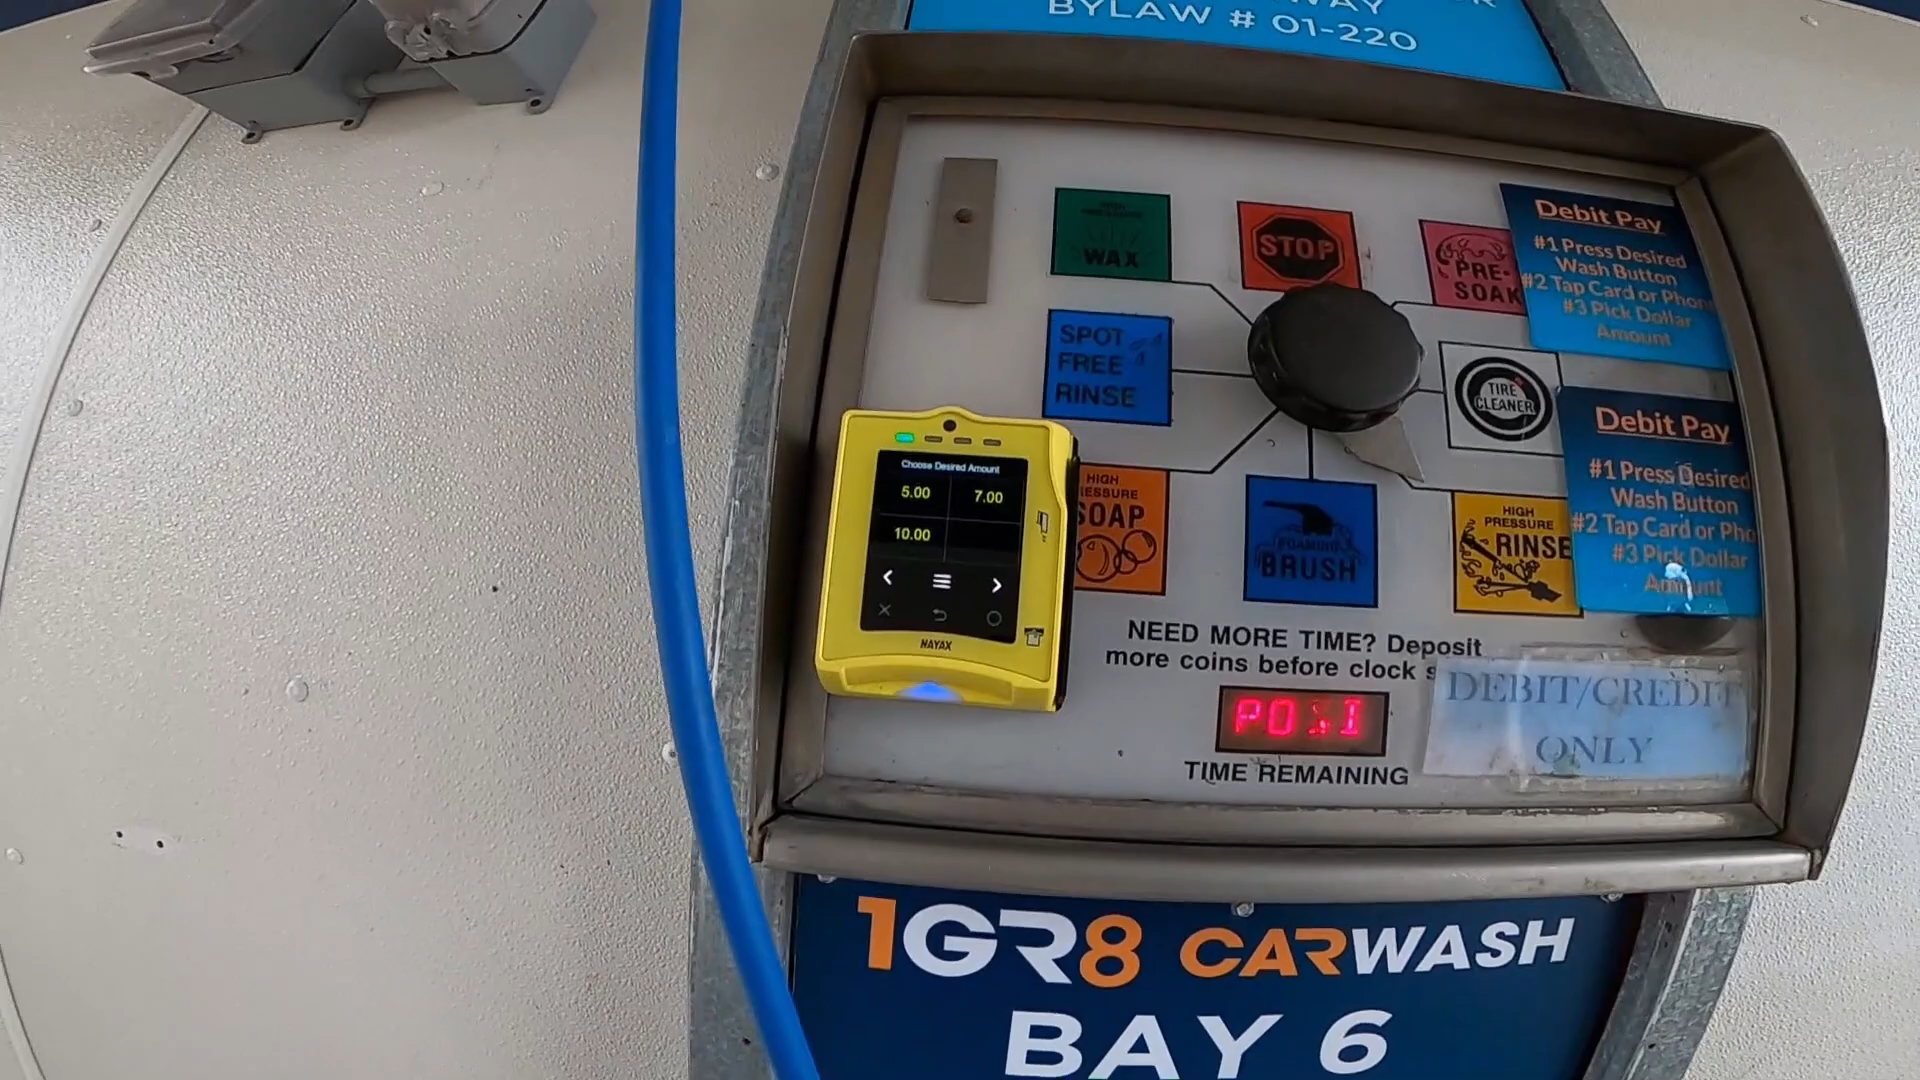 WAY
BYLAW # 01-220
WAX
STOP
PRE-
SOAK
SPOT
FREE
RINSE
TIRE
CLEANER
HIGH
PRESSURE
SOAP
FOAMING
BRUSH
HIGH
PRESSURE
RINSE
Debit Pay
#1 Press Desired
Wash Button
#2 Tap Card or Phone
#3 Pick Dollar
Amount
Debit Pay
#1 Press Desired
Wash Button
#2 Tap Card or Pho
#3 Pick Dollar
Amount
Choose Desired Amount
5.00 7.00
10.00
NAYAX
NEED MORE TIME? Deposit
more coins before clock s
TIME REMAINING
DEBIT/CREDIT
ONLY
1GR8 CARWASH
BAY 6